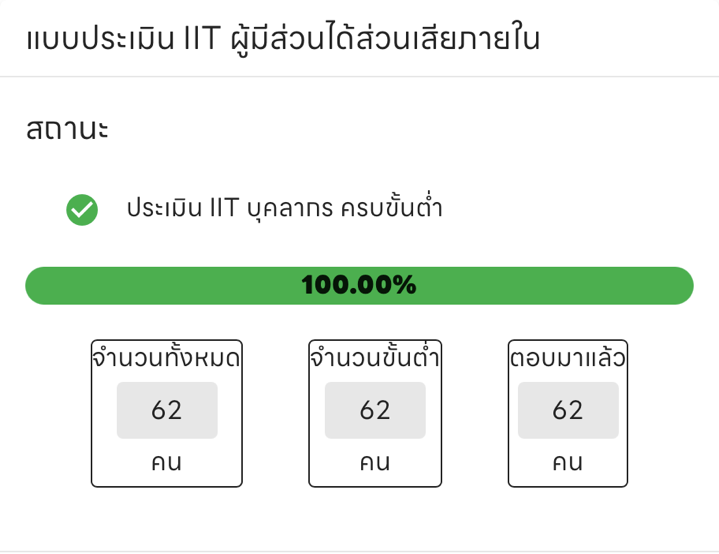 แบบประเมิน IIT ผู้มีส่วนได้ส่วนเสียภายใน
สถานะ
ประเมิน IIT บุคลากร ครบขั้นต่ำ
100.00%
จำนวนทั้งหมด จำนวนขั้นต่ำ ตอบมาแล้ว
62 62 62
คน คน คน